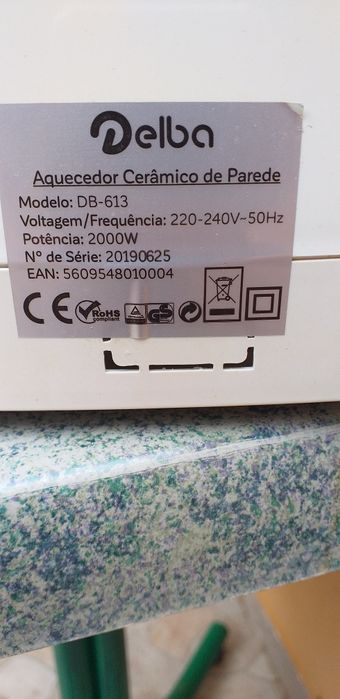 Delba
Aquecedor Cerâmico de Parede
Modelo: DB-613
Voltagem/Frequência: 220-240V~50Hz
Potência: 2000W
Nº de Série: 20190625
EAN: 5609548010004
CE RoHS compliant GS